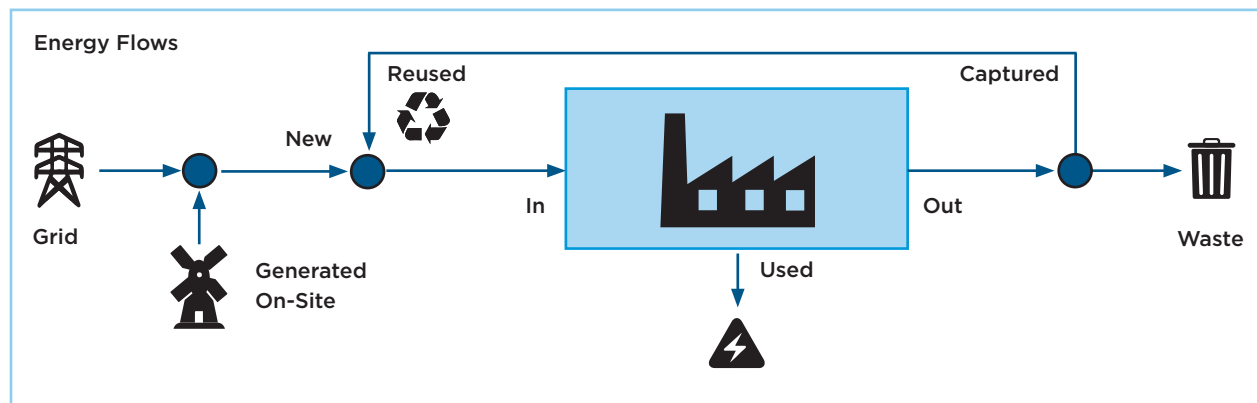 Energy Flows
Reused
Captured
New
In
Out
Grid
Waste
Used
Generated
On-Site